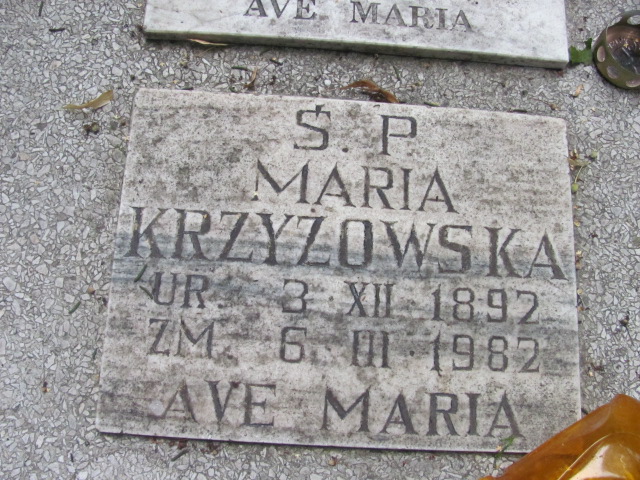 AVE MARIA
Ś. P.
MARIA
KRZYŻOWSKA
UR. 3 XII 1892
ZM. 6 III 1982
AVE MARIA